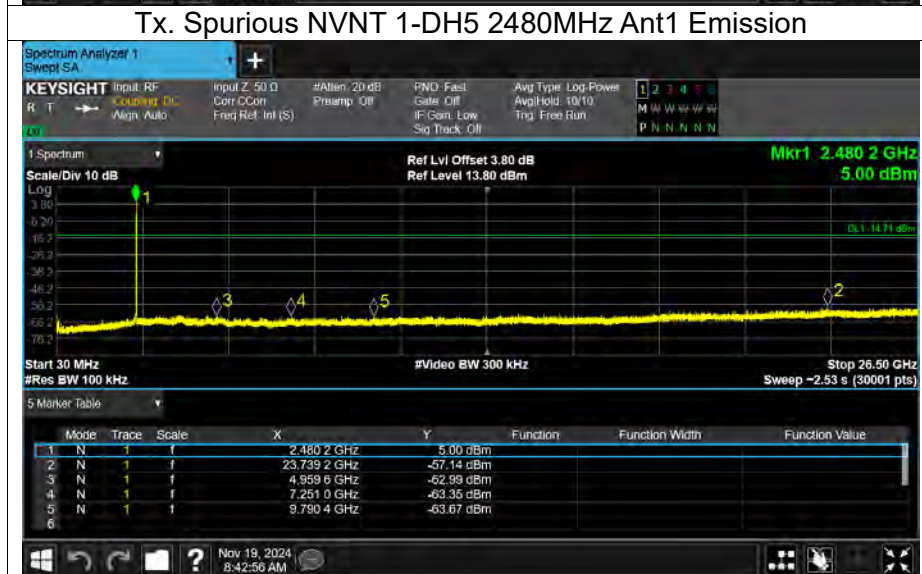 Tx. Spurious NVNT 1-DH5 2480MHz Ant1 Emission
Spectrum Analyzer 1
Swept SA
+
KEYSIGHT Input: RF Input Z: 50 Ω #Atten: 20 dB PNO: Fast Avg Type: Log-Power 1 2 3 4 5 6
R T Coupling: DC Corr CCorr Preamp: Off Gate: Off Avg|Hold: 10/10 M W W W W W
Align: Auto Freq Ref: Int (S) IF Gain: Low Trig: Free Run
Sig Track: Off P N N N N N
1 Spectrum Ref Lvl Offset 3.80 dB Mkr1 2.480 2 GHz
Scale/Div 10 dB Ref Level 13.80 dBm 5.00 dBm
Log
1
3.80
-6.20
-16.2 DL1 -14.71 dBm
-26.2
-36.2
-46.2
2
-56.2 3 4 5
-66.2
-76.2
Start 30 MHz #Video BW 300 kHz Stop 26.50 GHz
#Res BW 100 kHz Sweep ~2.53 s (30001 pts)
5 Marker Table
Mode Trace Scale X Y Function Function Width Function Value
1 N 1 f 2.480 2 GHz 5.00 dBm
2 N 1 f 23.739 2 GHz -57.14 dBm
3 N 1 f 4.959 6 GHz -62.99 dBm
4 N 1 f 7.251 0 GHz -63.35 dBm
5 N 1 f 9.790 4 GHz -63.67 dBm
6
? Nov 19, 2024
8:42:56 AM